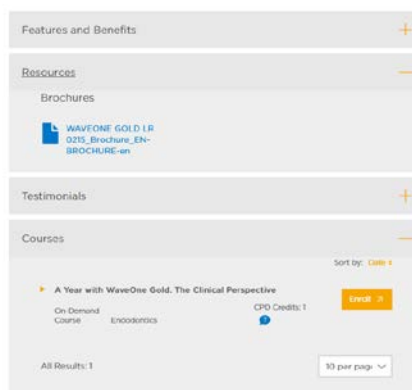 Features and Benefits
Resources
Brochures
WAVEONE GOLD LR
0215_Brochure_EN-
BROCHURE-en
Testimonials
Courses
Sort by:
A Year with WaveOne Gold. The Clinical Perspective
Enroll
On-Demand
Course
Endodontics
CPD Credits: 1
All Results: 1
10 per page